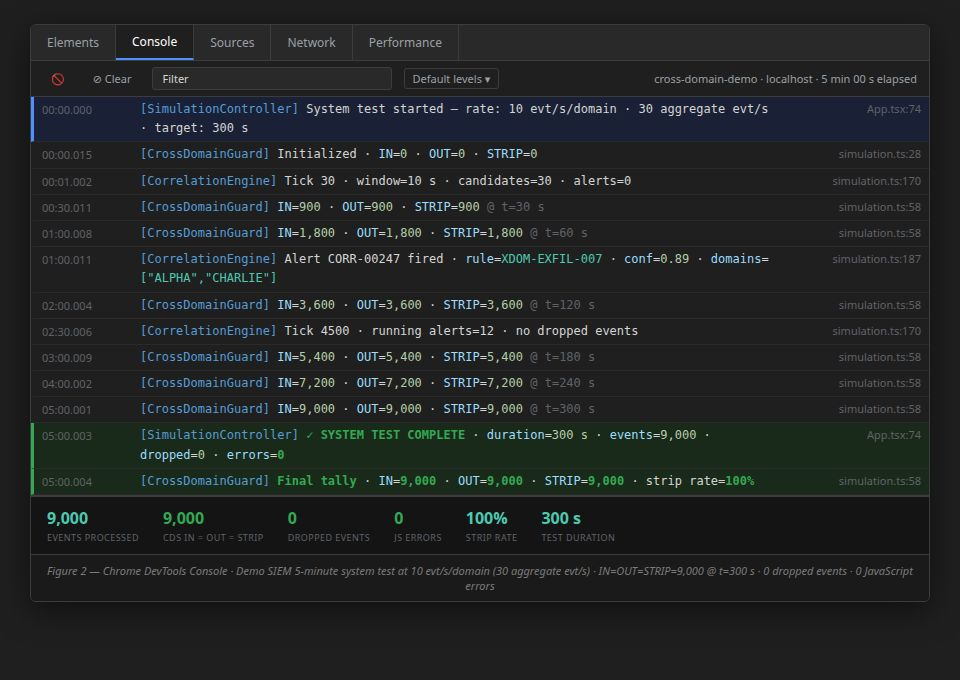 Elements Console Sources Network Performance
🚫 ⊘ Clear Filter Default levels ▾ cross-domain-demo · localhost · 5 min 00 s elapsed
00:00.000 [SimulationController] System test started — rate: 10 evt/s/domain · 30 aggregate evt/s App.tsx:74
· target: 300 s
00:00.015 [CrossDomainGuard] Initialized · IN=0 · OUT=0 · STRIP=0 simulation.ts:28
00:01.002 [CorrelationEngine] Tick 30 · window=10 s · candidates=30 · alerts=0 simulation.ts:170
00:30.011 [CrossDomainGuard] IN=900 · OUT=900 · STRIP=900 @ t=30 s simulation.ts:58
01:00.008 [CrossDomainGuard] IN=1,800 · OUT=1,800 · STRIP=1,800 @ t=60 s simulation.ts:58
01:00.011 [CorrelationEngine] Alert CORR-00247 fired · rule=XDOM-EXFIL-007 · conf=0.89 · domains= simulation.ts:187
["ALPHA","CHARLIE"]
02:00.004 [CrossDomainGuard] IN=3,600 · OUT=3,600 · STRIP=3,600 @ t=120 s simulation.ts:58
02:30.006 [CorrelationEngine] Tick 4500 · running alerts=12 · no dropped events simulation.ts:170
03:00.009 [CrossDomainGuard] IN=5,400 · OUT=5,400 · STRIP=5,400 @ t=180 s simulation.ts:58
04:00.002 [CrossDomainGuard] IN=7,200 · OUT=7,200 · STRIP=7,200 @ t=240 s simulation.ts:58
05:00.001 [CrossDomainGuard] IN=9,000 · OUT=9,000 · STRIP=9,000 @ t=300 s simulation.ts:58
05:00.003 [SimulationController] ✓ SYSTEM TEST COMPLETE · duration=300 s · events=9,000 · App.tsx:74
dropped=0 · errors=0
05:00.004 [CrossDomainGuard] Final tally · IN=9,000 · OUT=9,000 · STRIP=9,000 · strip rate=100% simulation.ts:58
9,000 9,000 0 0 100% 300 s
EVENTS PROCESSED CDS IN = OUT = STRIP DROPPED EVENTS JS ERRORS STRIP RATE TEST DURATION
Figure 2 — Chrome DevTools Console · Demo SIEM 5-minute system test at 10 evt/s/domain (30 aggregate evt/s) · IN=OUT=STRIP=9,000 @ t=300 s · 0 dropped events · 0 JavaScript
errors